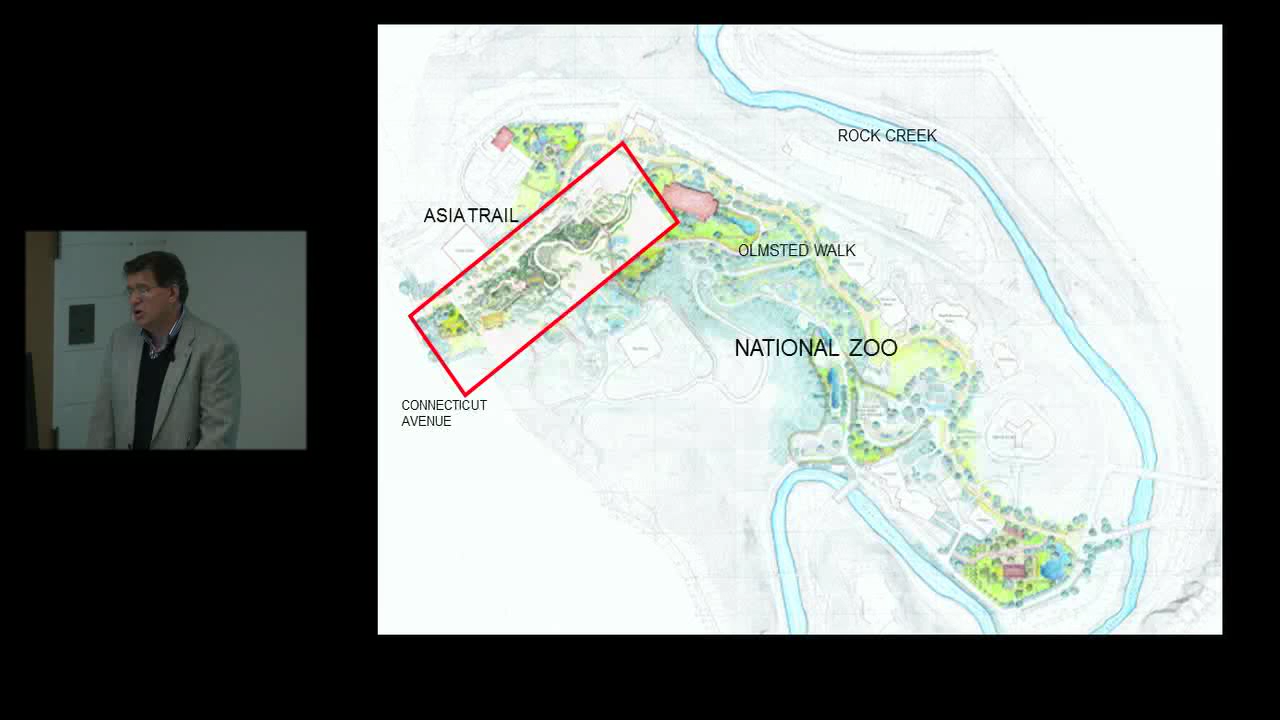 ROCK CREEK
ASIA TRAIL
OLMSTED WALK
NATIONAL ZOO
CONNECTICUT
AVENUE